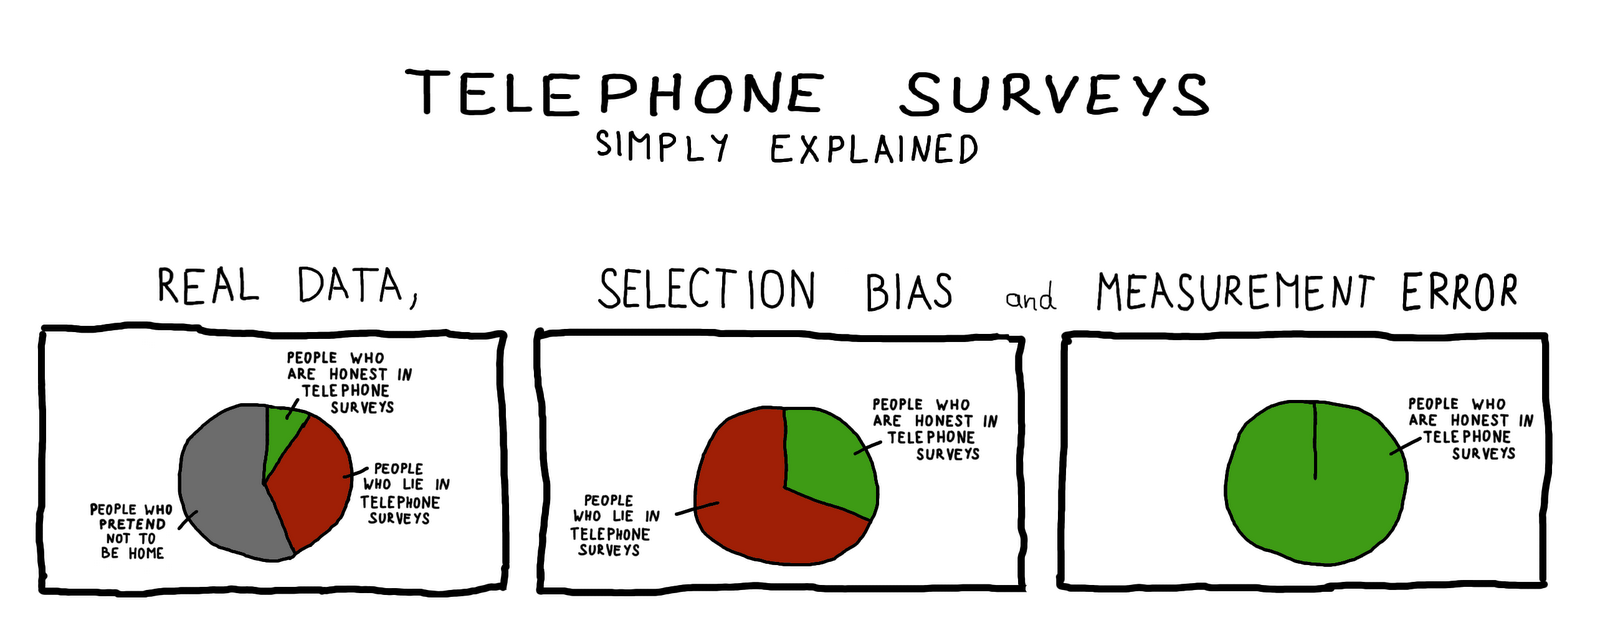 TELEPHONE SURVEYS
SIMPLY EXPLAINED
REAL DATA,
SELECTION BIAS and MEASUREMENT ERROR
PEOPLE WHO
ARE HONEST IN
TELEPHONE
SURVEYS
PEOPLE
WHO LIE IN
TELEPHONE
SURVEYS
PEOPLE WHO
PRETEND
NOT TO
BE HOME
PEOPLE WHO
ARE HONEST IN
TELEPHONE
SURVEYS
PEOPLE
WHO LIE IN
TELEPHONE
SURVEYS
PEOPLE WHO
ARE HONEST IN
TELEPHONE
SURVEYS